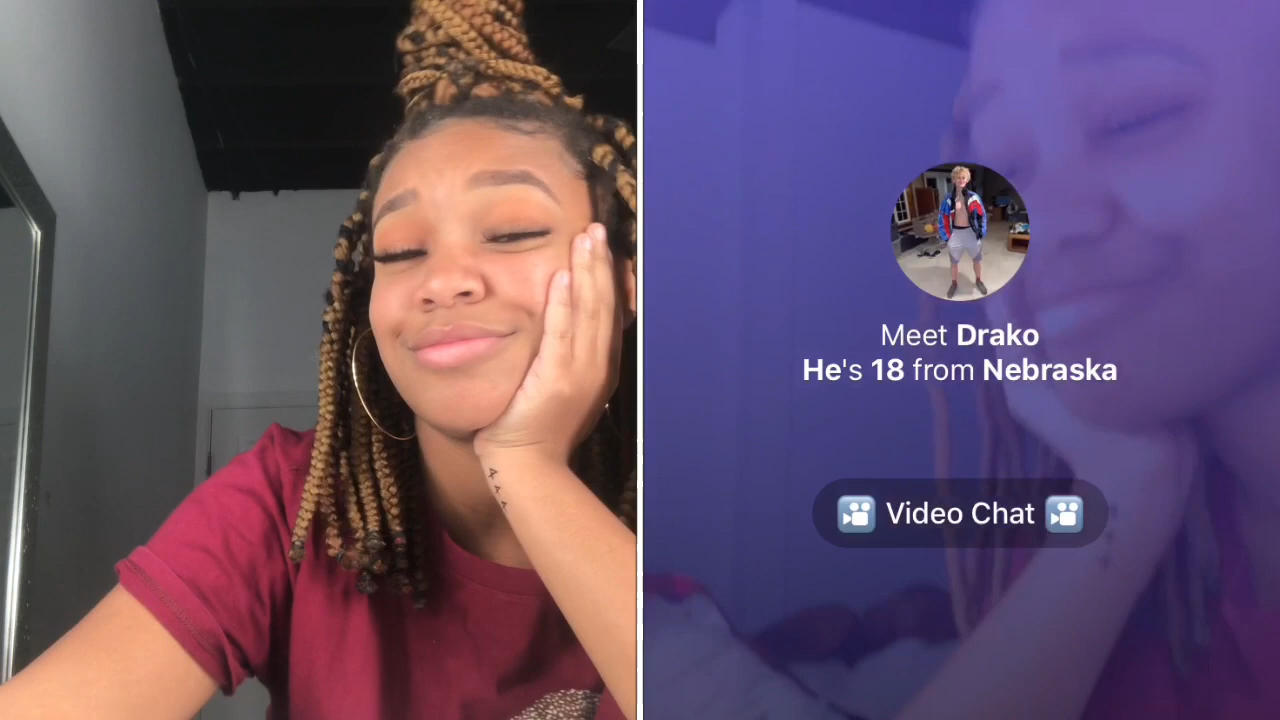 Meet Drako
He's 18 from Nebraska
🎦 Video Chat 🎦